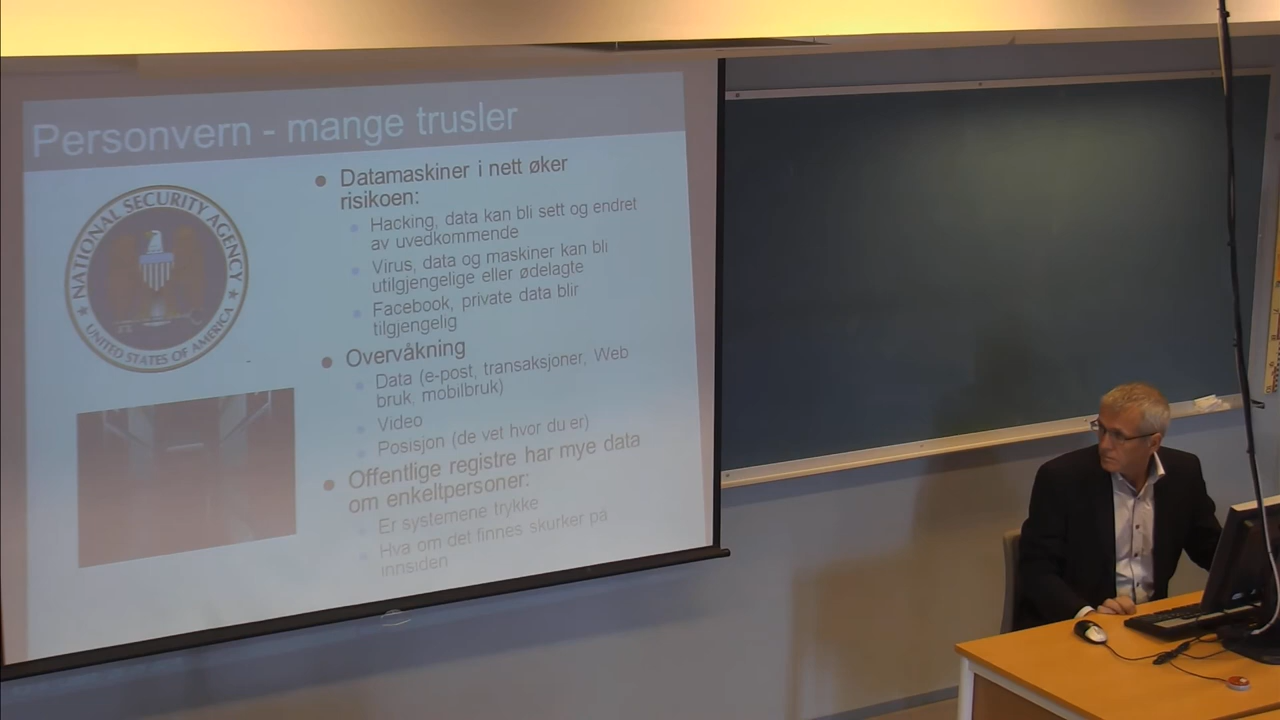 Personvern - mange trusler
NATIONAL SECURITY AGENCY
UNITED STATES OF AMERICA
Datamaskiner i nett øker
risikoen:
Hacking, data kan bli sett og endret
av uvedkommende
Virus, data og maskiner kan bli
utilgjengelige eller ødelagte
Facebook, private data blir
tilgjengelig
Overvåkning
Data (e-post, transaksjoner, Web
bruk, mobilbruk)
Video
Posisjon (de vet hvor du er)
Offentlige registre har mye data
om enkeltpersoner:
Er systemene trykke
Hva om det finnes skurker på
innsiden